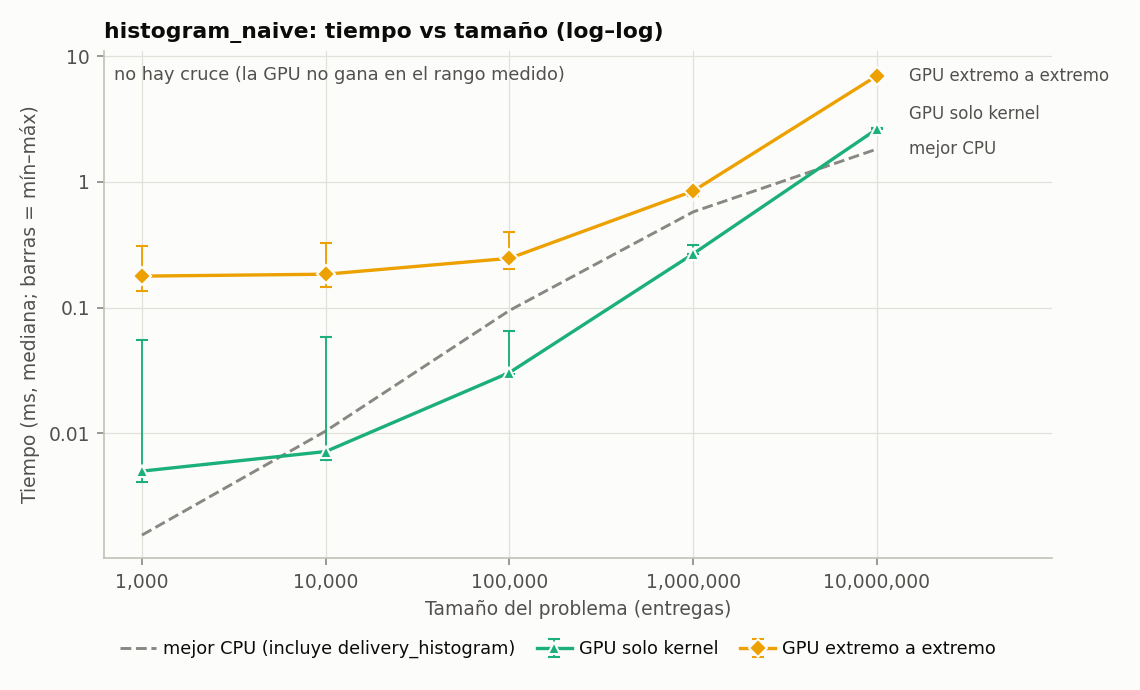 histogram_naive: tiempo vs tamaño (log–log)
10
no hay cruce (la GPU no gana en el rango medido)
GPU extremo a extremo
GPU solo kernel
mejor CPU
1
0.1
0.01
Tiempo (ms, mediana; barras = mín–máx)
1,000
10,000
100,000
1,000,000
10,000,000
Tamaño del problema (entregas)
mejor CPU (incluye delivery_histogram)
GPU solo kernel
GPU extremo a extremo